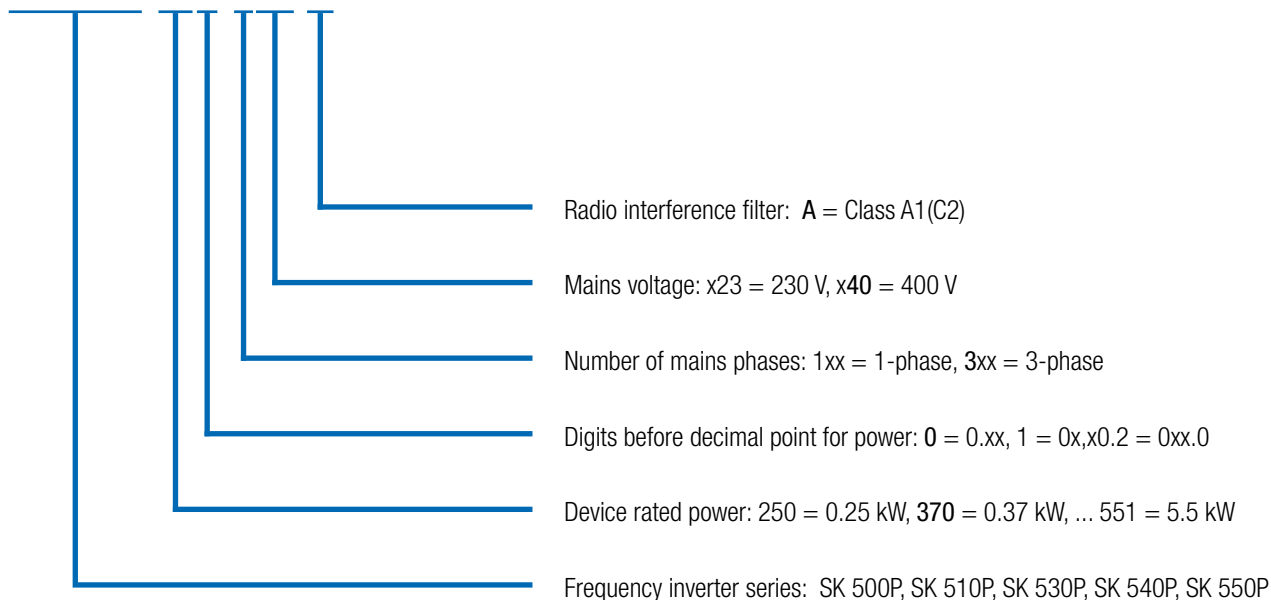 Radio interference filter: A = Class A1(C2)
Mains voltage: x23 = 230 V, x40 = 400 V
Number of mains phases: 1xx = 1-phase, 3xx = 3-phase
Digits before decimal point for power: 0 = 0.xx, 1 = 0x,x0.2 = 0xx.0
Device rated power: 250 = 0.25 kW, 370 = 0.37 kW, ... 551 = 5.5 kW
Frequency inverter series: SK 500P, SK 510P, SK 530P, SK 540P, SK 550P